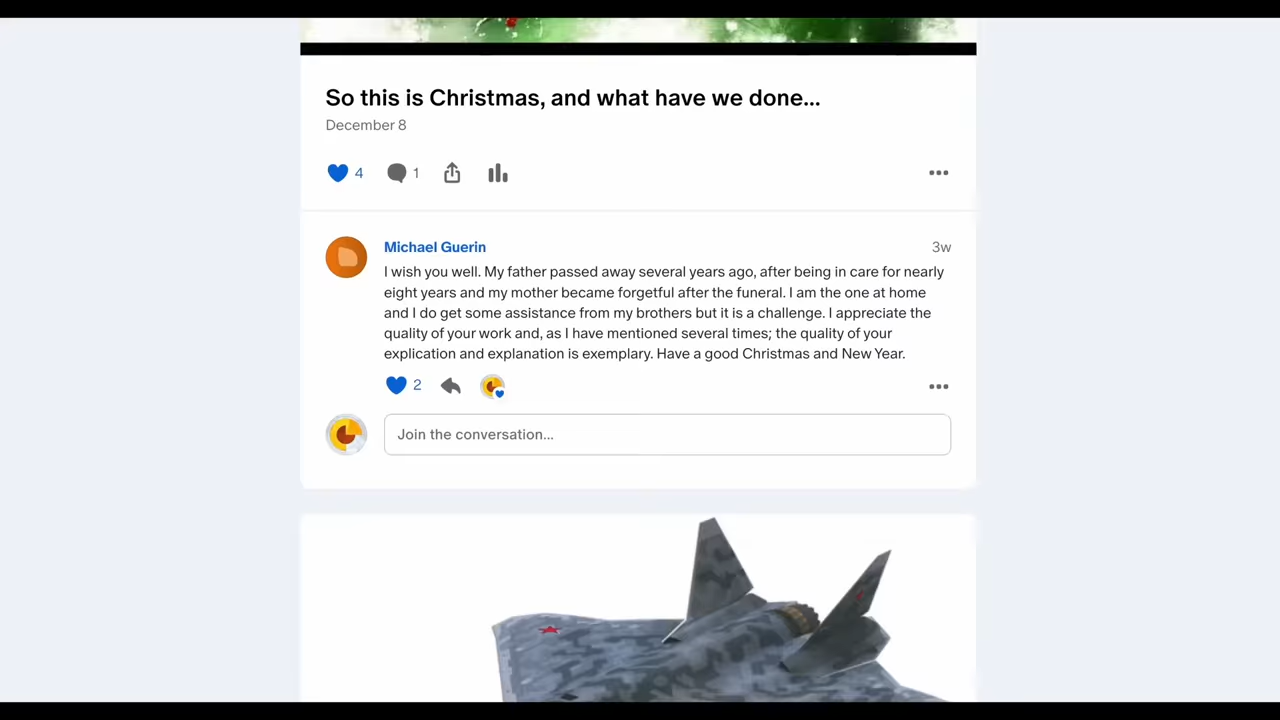 So this is Christmas, and what have we done...
December 8
4 1
Michael Guerin 3w
I wish you well. My father passed away several years ago, after being in care for nearly
eight years and my mother became forgetful after the funeral. I am the one at home
and I do get some assistance from my brothers but it is a challenge. I appreciate the
quality of your work and, as I have mentioned several times; the quality of your
explication and explanation is exemplary. Have a good Christmas and New Year.
2
Join the conversation...